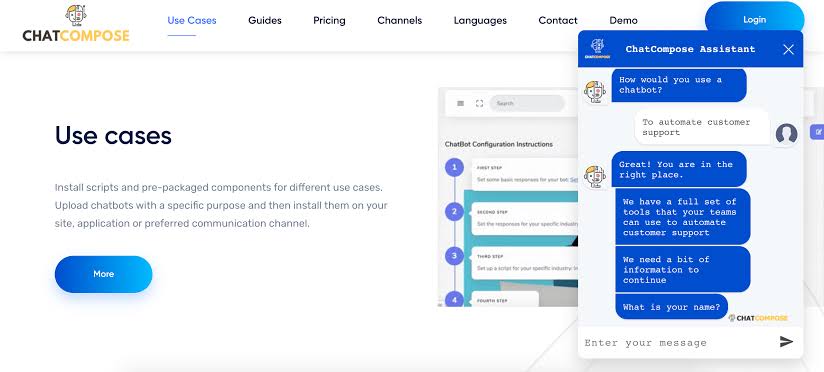 CHATCOMPOSE
Use Cases
Guides
Pricing
Channels
Languages
Contact
Demo
Login
Use cases
Install scripts and pre-packaged components for different use cases.
Upload chatbots with a specific purpose and then install them on your
site, application or preferred communication channel.
More
Search
ChatBot Configuration Instructions
1
FIRST STEP
Set some basic responses for your bot:
2
SECOND STEP
Set the responses for your specific industry:
3
THIRD STEP
Set up a script for your specific industry:
4
FOURTH STEP
CHATCOMPOSE
ChatCompose Assistant
How would you use a
chatbot?
To automate customer
support
Great! You are in the
right place.
We have a full set of
tools that your teams
can use to automate
customer support
We need a bit of
information to
continue
What is your name?
CHATCOMPOSE
Enter your message